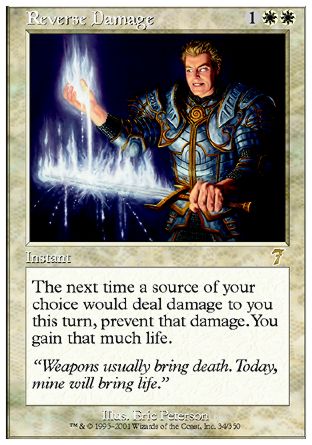 Reverse Damage 1
Instant 7
The next time a source of your
choice would deal damage to you
this turn, prevent that damage. You
gain that much life.
“Weapons usually bring death. Today,
mine will bring life.”
Illus. Eric Peterson
™ & © 1993-2001 Wizards of the Coast, Inc. 34/350